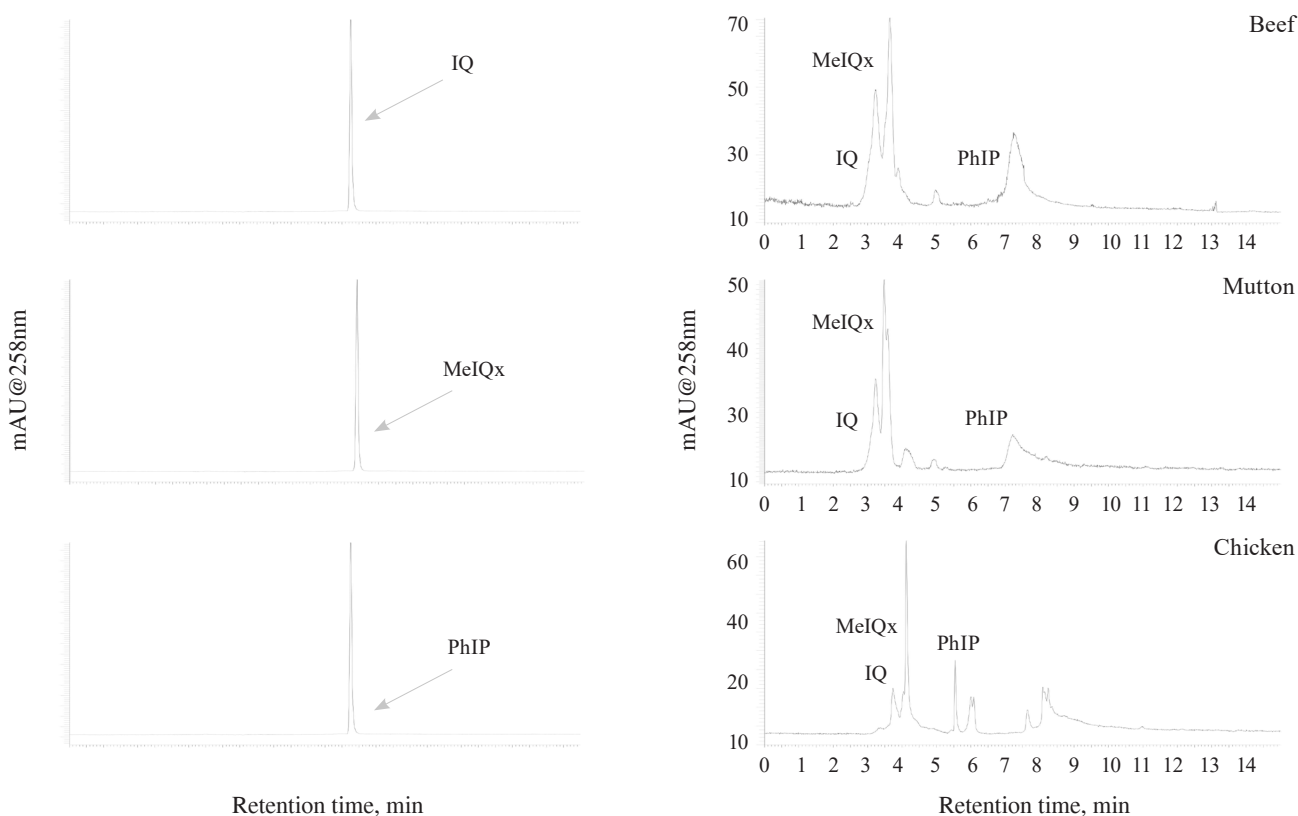 mAU@258nm
IQ
MeIQx
PhIP
Retention time, min
mAU@258nm
Beef
70
50
30
10
MeIQx
IQ
PhIP
0 1 2 3 4 5 6 7 8 9 10 11 12 13 14
Mutton
50
40
30
10
MeIQx
IQ
PhIP
0 1 2 3 4 5 6 7 8 9 10 11 12 13 14
Chicken
60
40
20
10
MeIQx
IQ
PhIP
0 1 2 3 4 5 6 7 8 9 10 11 12 13 14
Retention time, min